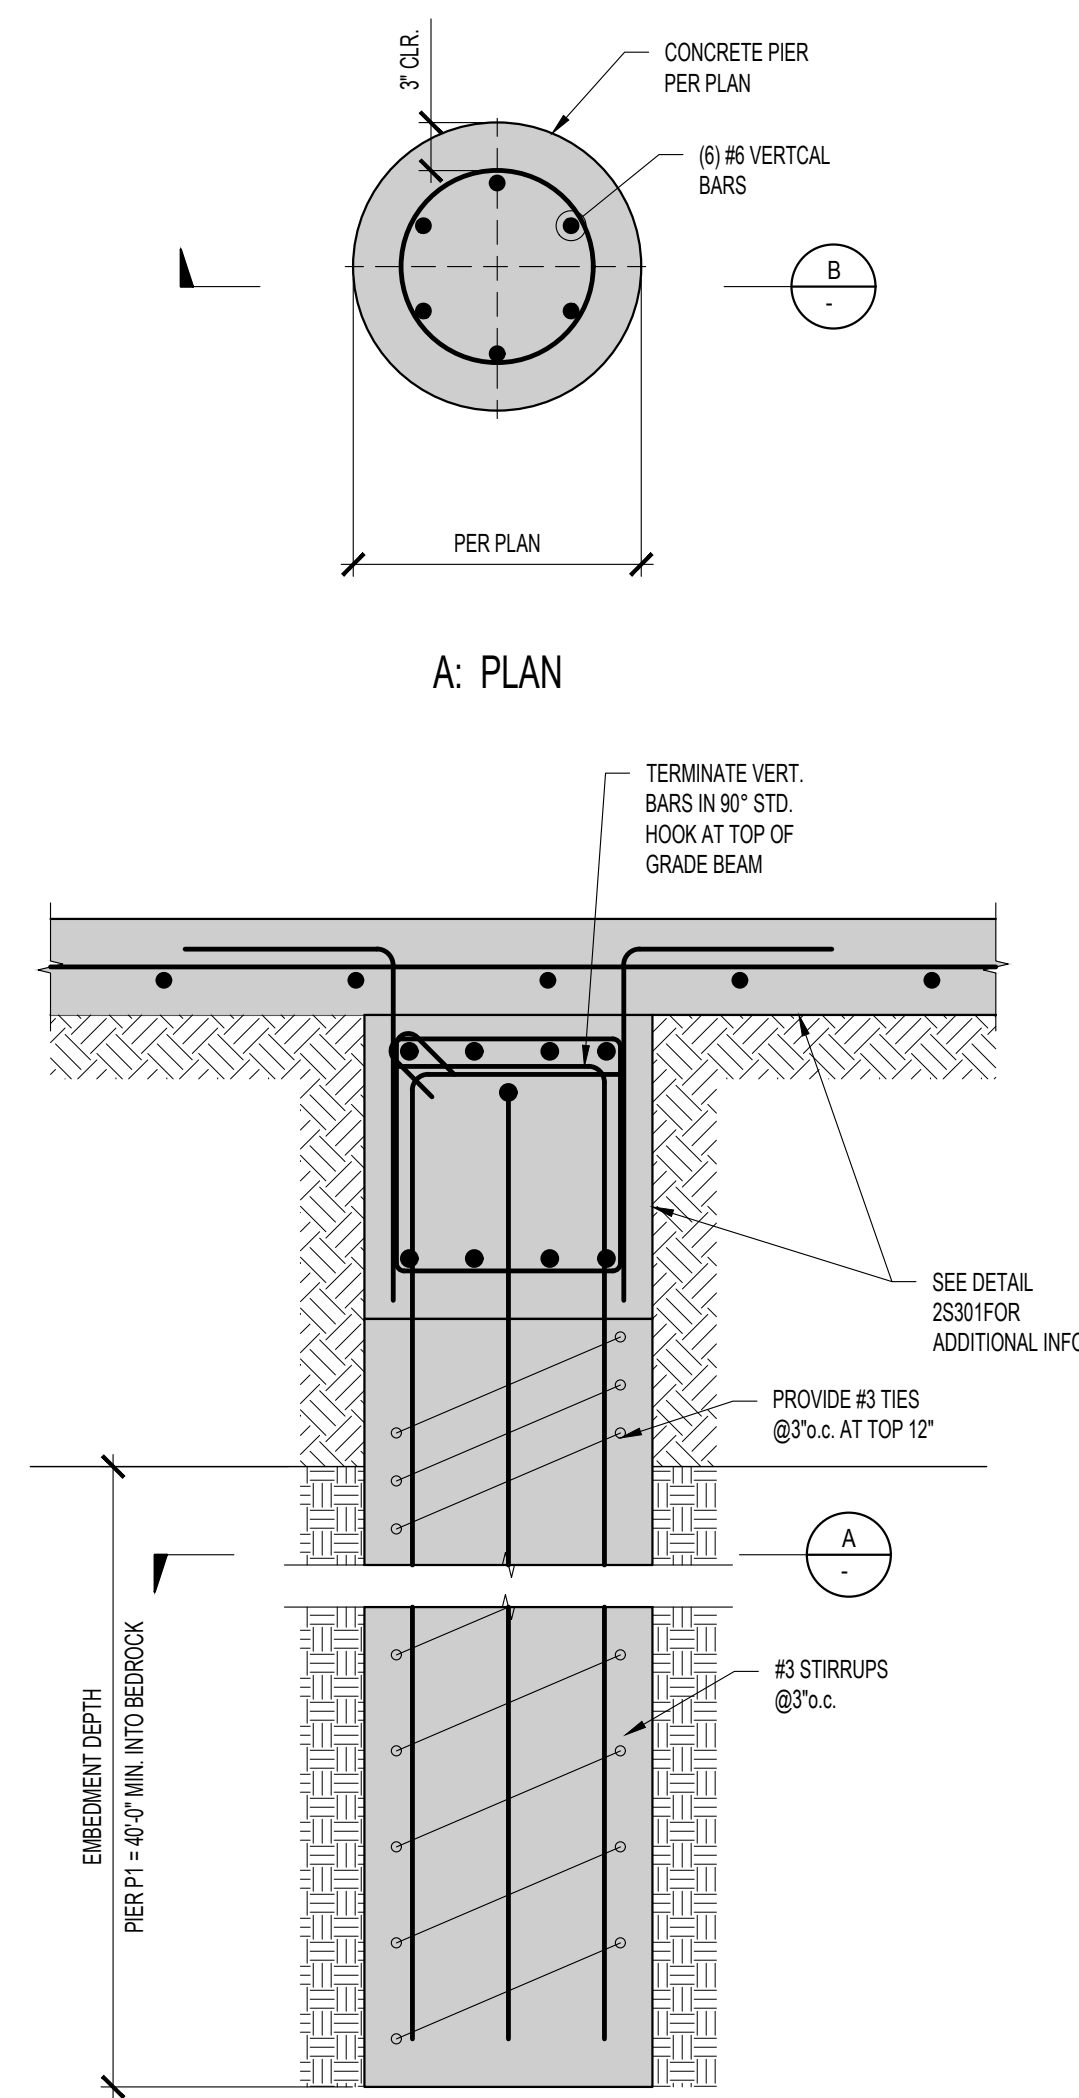 3" CLR.
CONCRETE PIER
PER PLAN
(6) #6 VERTCAL
BARS
B
-
PER PLAN
A: PLAN
TERMINATE VERT.
BARS IN 90° STD.
HOOK AT TOP OF
GRADE BEAM
SEE DETAIL
2S301FOR
ADDITIONAL INFO
PROVIDE #3 TIES
@3"o.c. AT TOP 12"
A
-
EMBEDMENT DEPTH
PIER P1 = 40'-0" MIN. INTO BEDROCK
#3 STIRRUPS
@3"o.c.